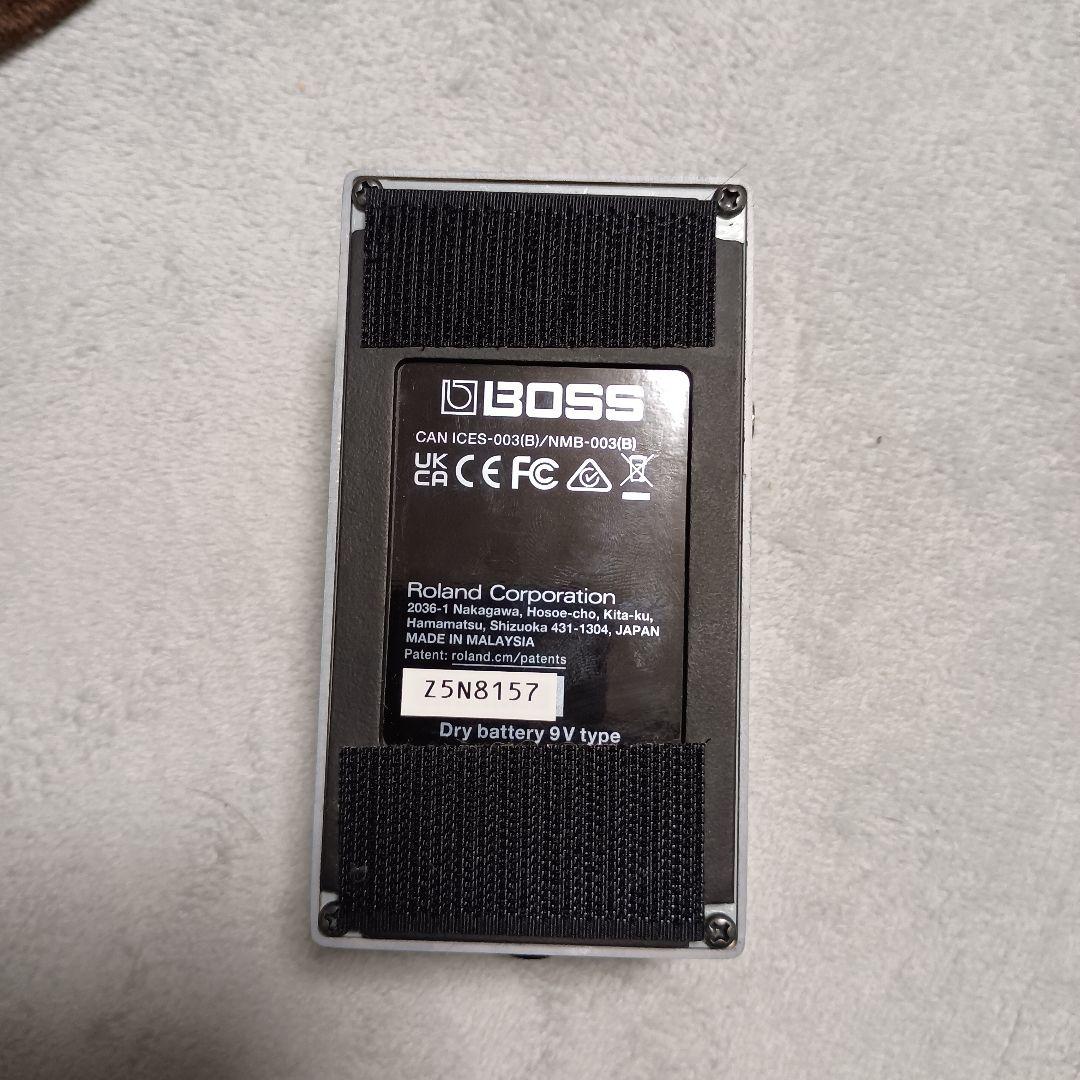 BOSS
CAN ICES-003(B)/NMB-003(B)
UK CA CE FC
Roland Corporation
2036-1 Nakagawa, Hosoe-cho, Kita-ku,
Hamamatsu, Shizuoka 431-1304, JAPAN
MADE IN MALAYSIA
Patent: roland.cm/patents
Z5N8157
Dry battery 9V type